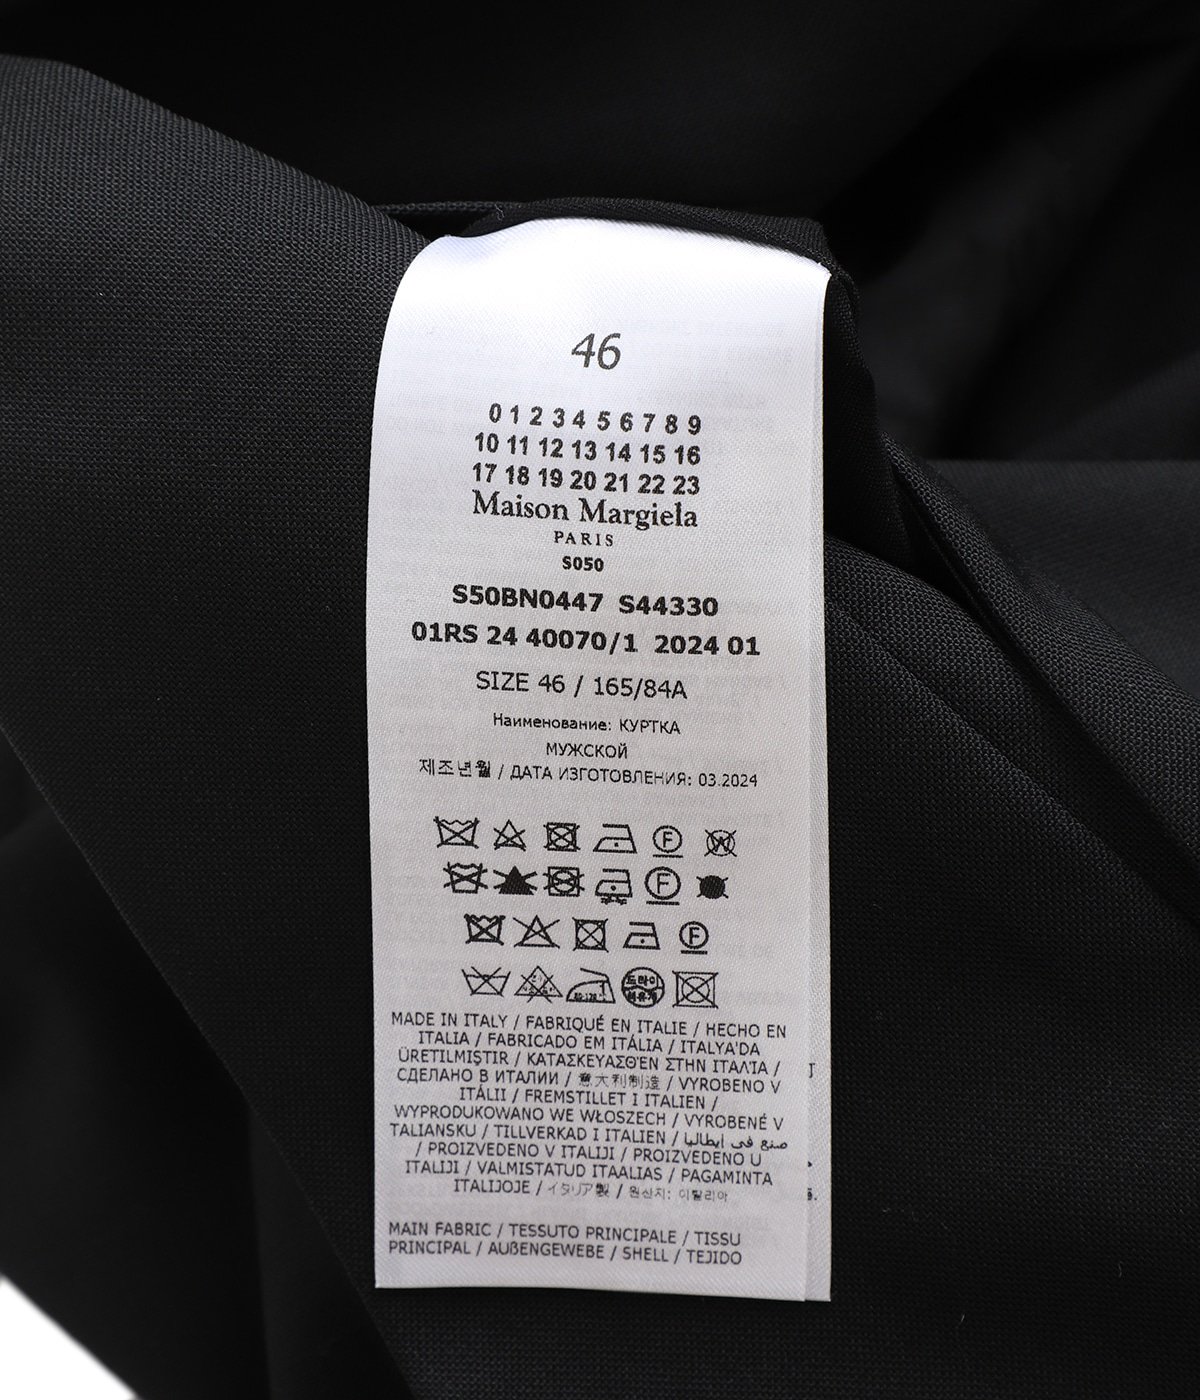 46
0 1 2 3 4 5 6 7 8 9
10 11 12 13 14 15 16
17 18 19 20 21 22 23
Maison Margiela
PARIS
S050
S50BN0447 S44330
01RS 24 40070/1 2024 01
SIZE 46 / 165/84A
Наименование: КУРТКА
МУЖСКОЙ
제조년월 / ДАТА ИЗГОТОВЛЕНИЯ: 03.2024
F W
F
F
드라이
MADE IN ITALY / FABRIQUÉ EN ITALIE / HECHO EN
ITALIA / FABRICADO EM ITÁLIA / ITALYA'DA
ÜRETILMIŞTIR / ΚΑΤΑΣΚΕΥΑΣΘΈΝ ΣΤΗΝ ΙΤΑΛΊΑ /
СДЕЛАНО В ИТАЛИИ / 意大利制造 / VYROBENO V
ITÁLII / FREMSTILLET I ITALIEN /
WYPRODUKOWANO WE WŁOSZECH / VYROBENÉ V
TALIANSKU / TILLVERKAD I ITALIEN / صنع في إيطاليا
/ PROIZVEDENO V ITALIJI / PROIZVEDENO U
ITALIJI / VALMISTATUD ITAALIAS / PAGAMINTA
ITALIJOJE / イタリア製 / 원산지: 이탈리아
MAIN FABRIC / TESSUTO PRINCIPALE / TISSU
PRINCIPAL / AUßENGEWEBE / SHELL / TEJIDO